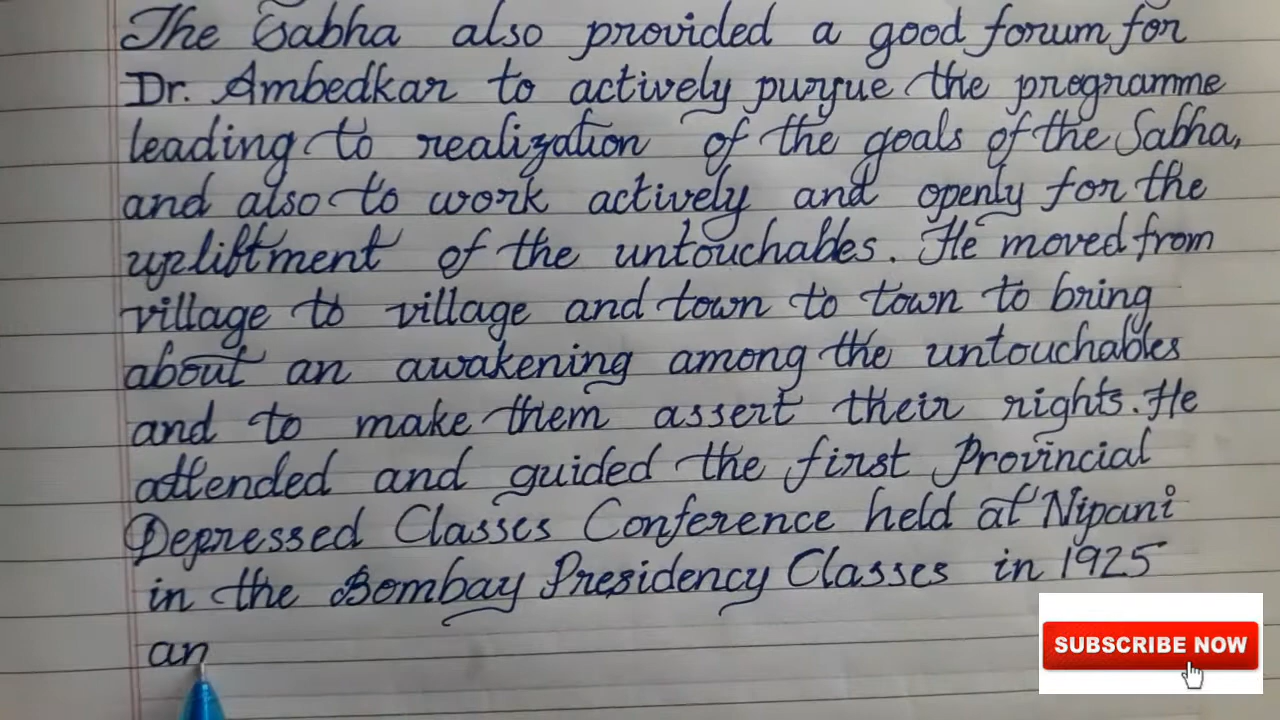 The Sabha also provided a good forum for
Dr. Ambedkar to actively pursue the programme
leading to realization of the goals of the Sabha,
and also to work actively and openly for the
upliftment of the untouchables. He moved from
village to village and town to town to bring
about an awakening among the untouchables
and to make them assert their rights. He
attended and guided the first Provincial
Depressed Classes Conference held at Nipani
in the Bombay Presidency Classes in 1925
an
SUBSCRIBE NOW